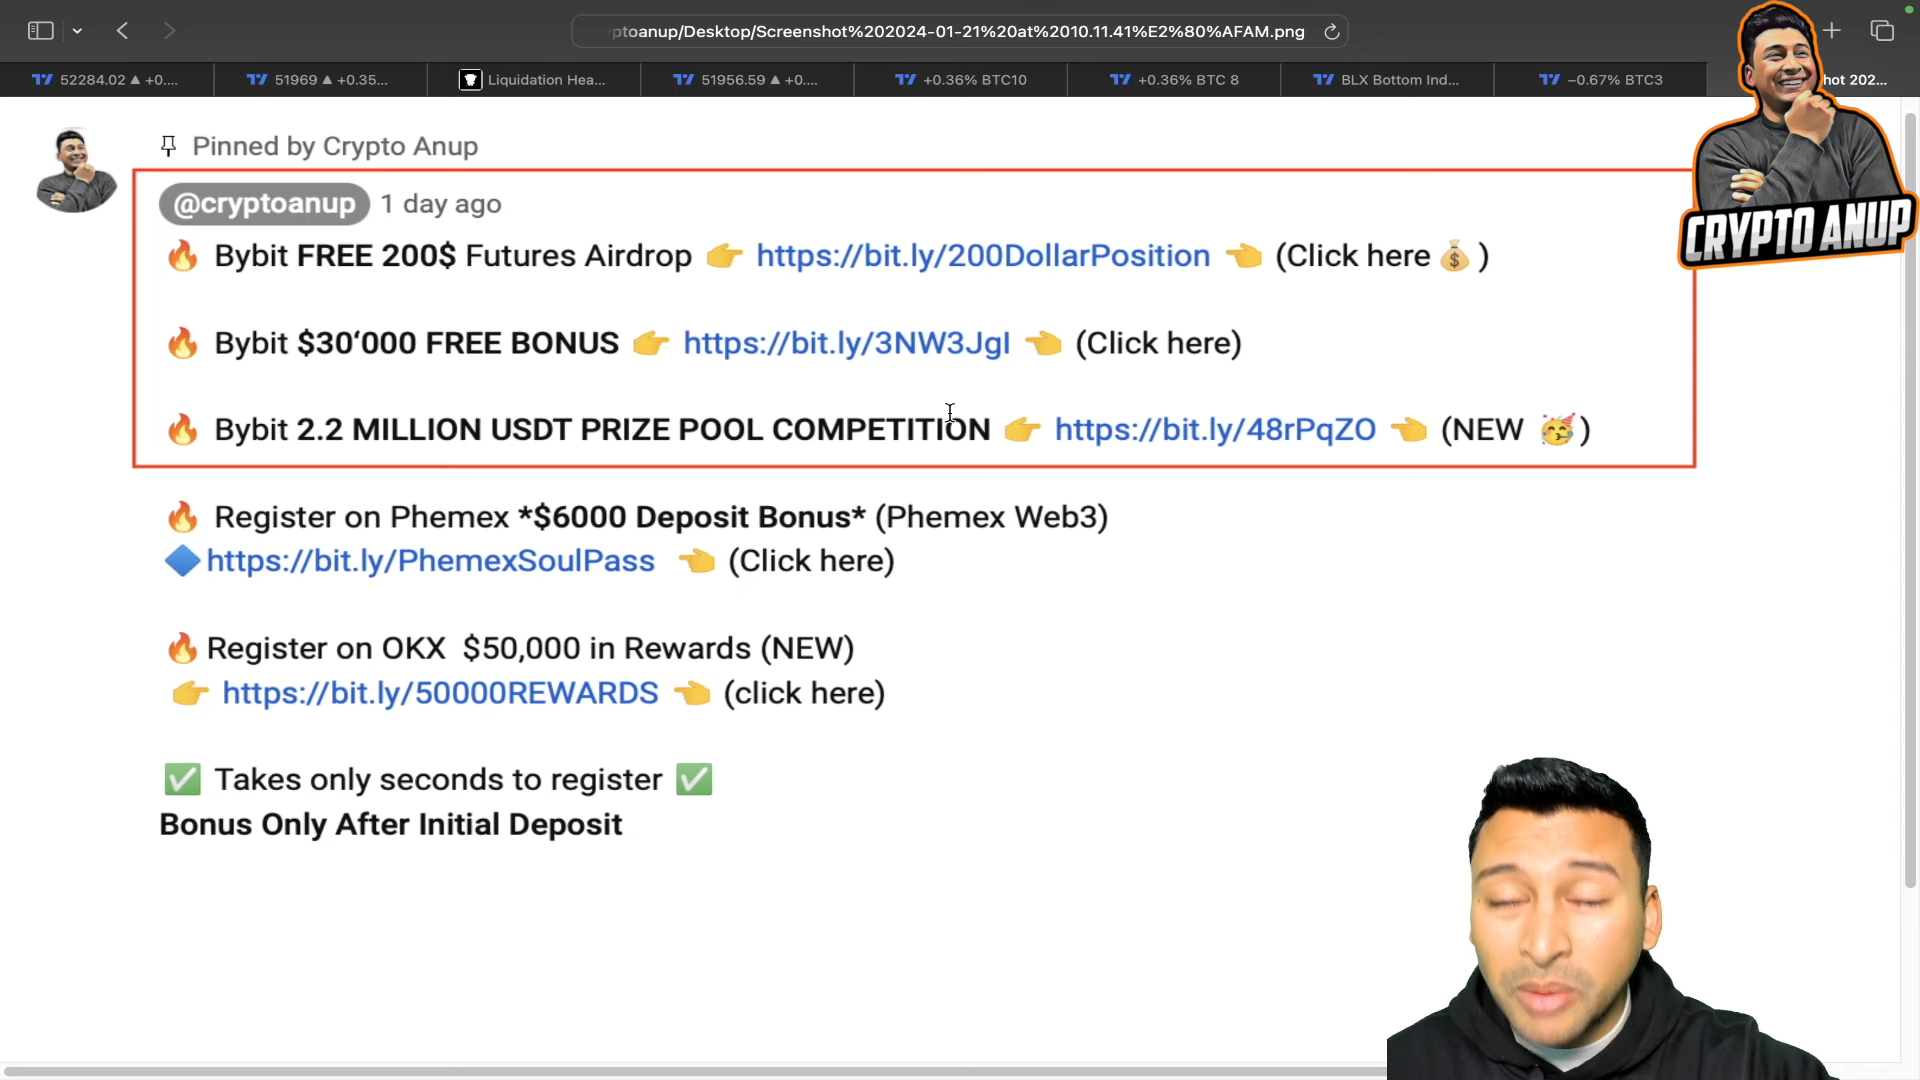 ptoanup/Desktop/Screenshot%202024-01-21%20at%2010.11.41%E2%80%AFAM.png
52284.02 ▲ +0....
51969 ▲ +0.35...
Liquidation Hea...
51956.59 ▲ +0....
+0.36% BTC10
+0.36% BTC 8
BLX Bottom Ind...
−0.67% BTC3
hot 202...
CRYPTO ANUP
Pinned by Crypto Anup
@cryptoanup 1 day ago
🔥 Bybit FREE 200$ Futures Airdrop 👉 https://bit.ly/200DollarPosition 👈 (Click here 💰)
🔥 Bybit $30‘000 FREE BONUS 👉 https://bit.ly/3NW3JgI 👈 (Click here)
🔥 Bybit 2.2 MILLION USDT PRIZE POOL COMPETITION 👉 https://bit.ly/48rPqZO 👈 (NEW 🥳)
🔥 Register on Phemex *$6000 Deposit Bonus* (Phemex Web3)
🔷 https://bit.ly/PhemexSoulPass 👈 (Click here)
🔥 Register on OKX $50,000 in Rewards (NEW)
👉 https://bit.ly/50000REWARDS 👈 (click here)
✅ Takes only seconds to register ✅
Bonus Only After Initial Deposit